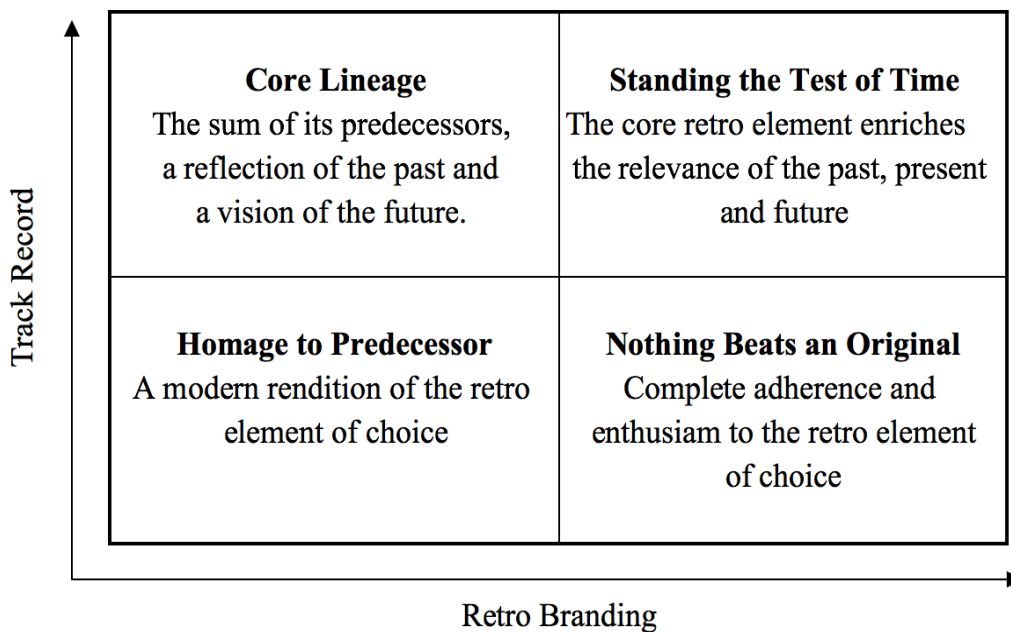 Core Lineage
The sum of its predecessors,
a reflection of the past and
a vision of the future.
Standing the Test of Time
The core retro element enriches
the relevance of the past, present
and future
Track Record
Homage to Predecessor
A modern rendition of the retro
element of choice
Nothing Beats an Original
Complete adherence and
enthusiam to the retro element
of choice
Retro Branding